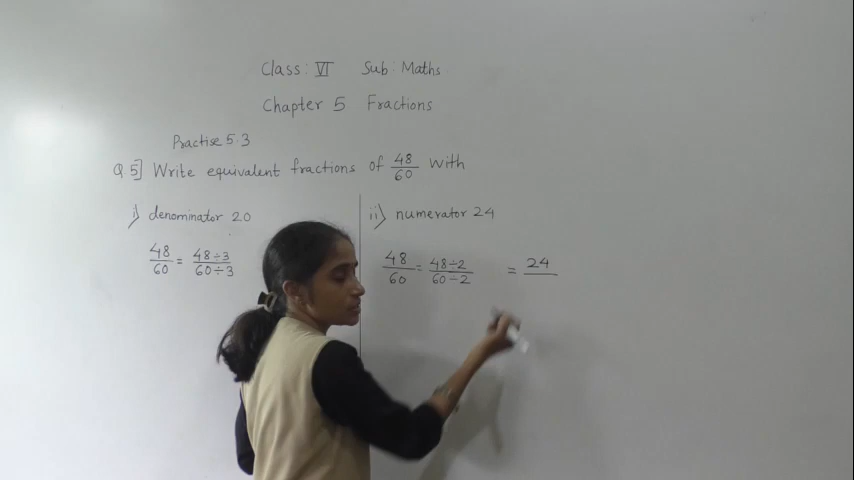 Class: VI Sub: Maths
Chapter 5 Fractions
Practise 5.3
Q 5] Write equivalent fractions of 48/60 with
i) denominator 20
48/60 = 48÷3/60÷3
ii) numerator 24
48/60 = 48÷2/60÷2 = 24/